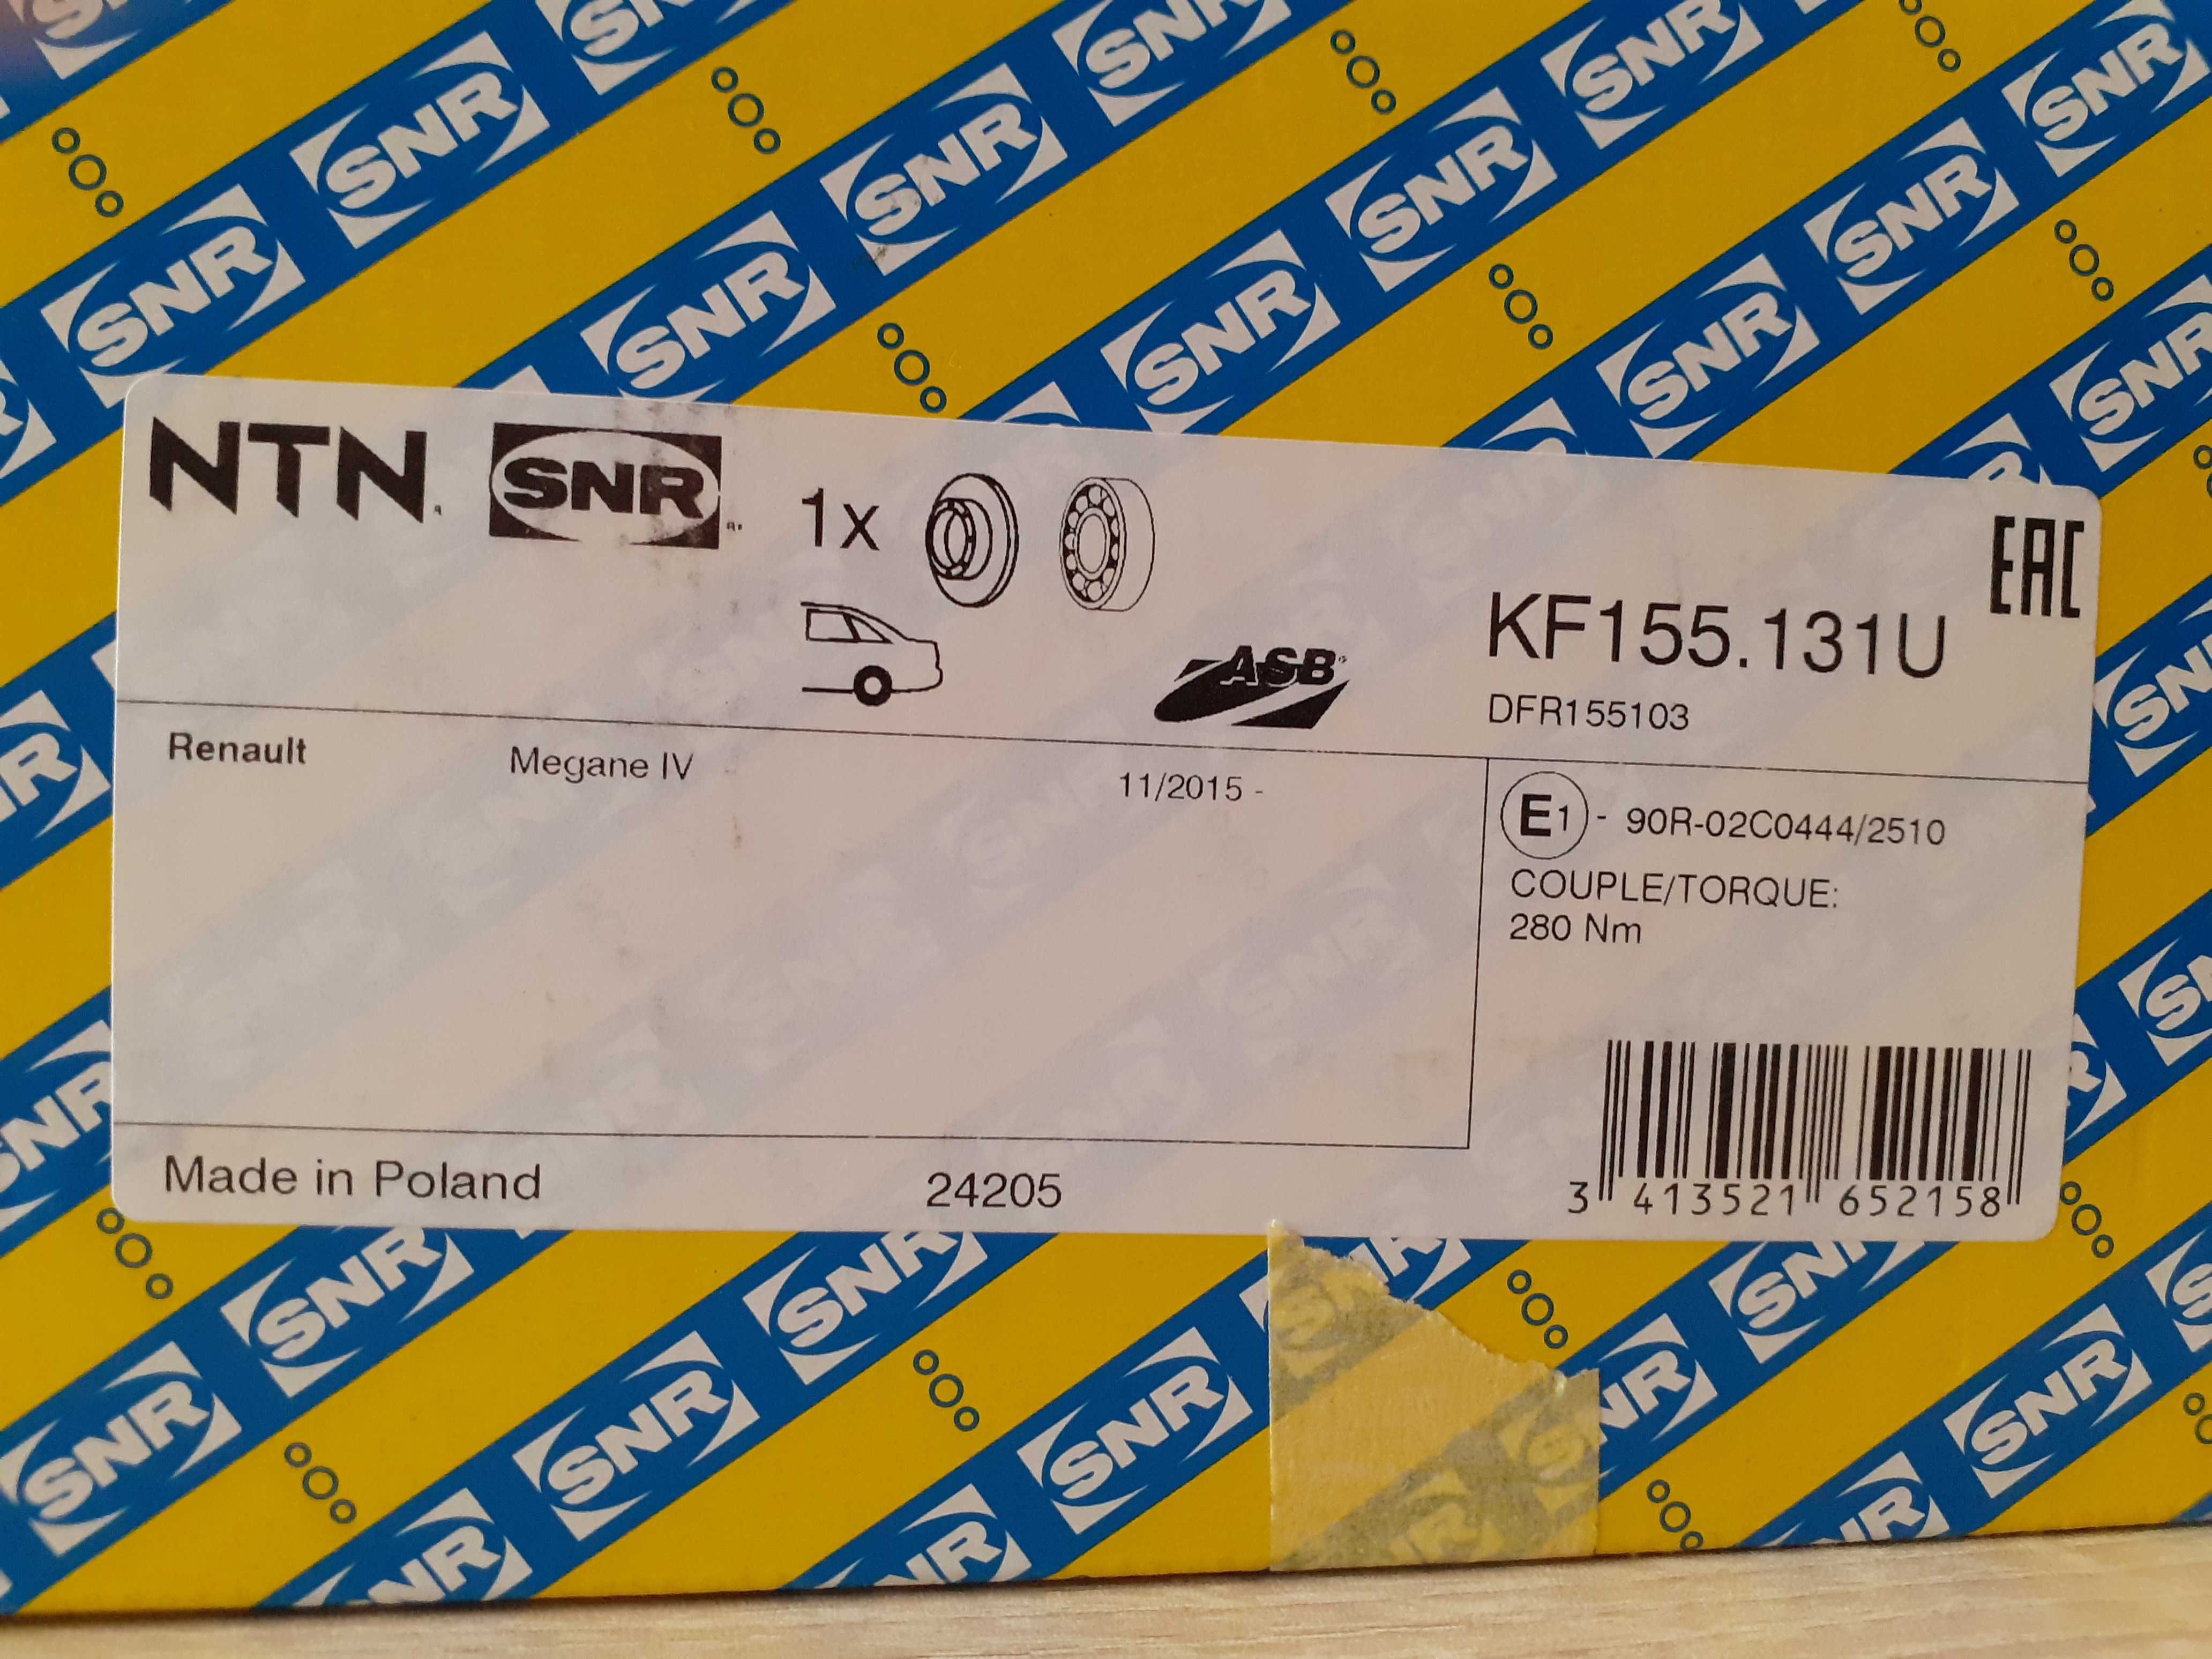 NTN. SNR
1x
EAC
ASB
KF155.131U
DFR155103
Renault Megane IV 11/2015 -
E1 - 90R-02C0444/2510
COUPLE/TORQUE:
280 Nm
Made in Poland 24205
3 413521 652158